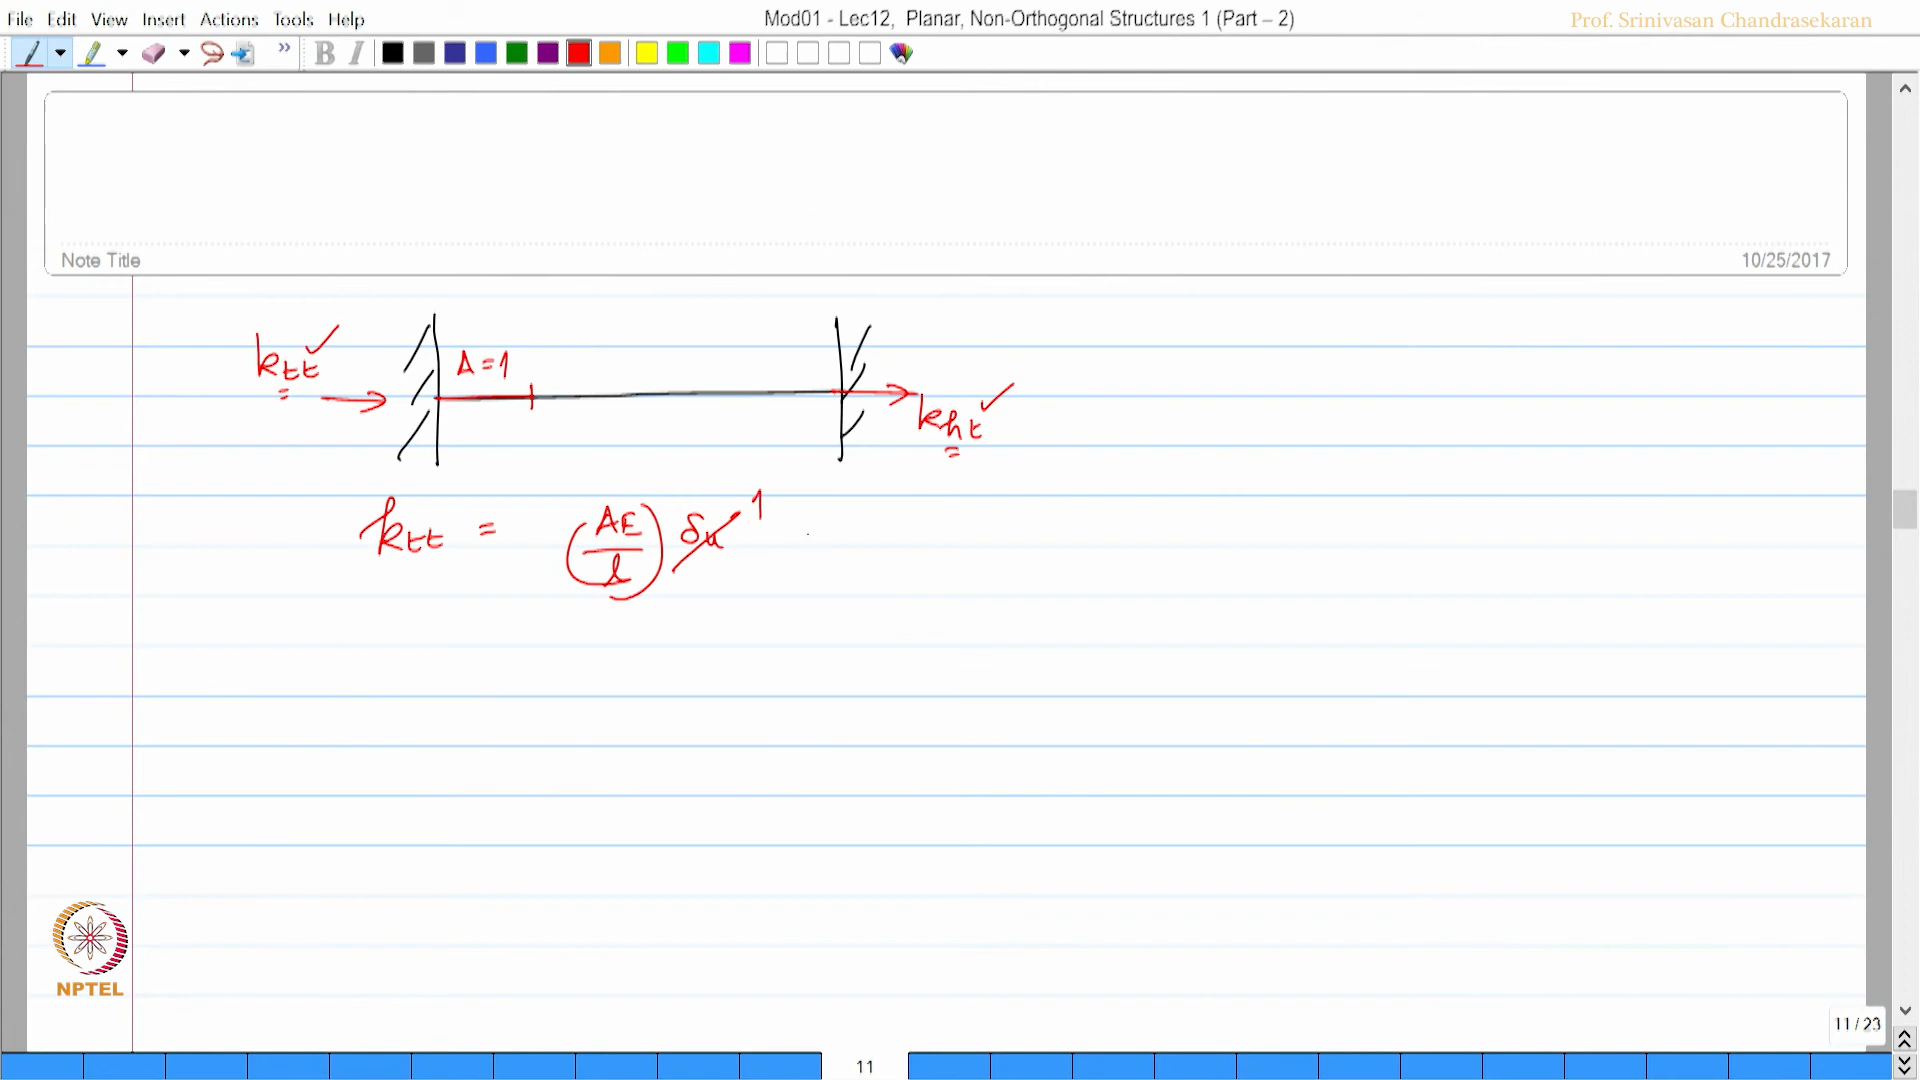 File Edit View Insert Actions Tools Help
Mod01 - Lec12, Planar, Non-Orthogonal Structures 1 (Part – 2)
Prof. Srinivasan Chandrasekaran
» B I
Note Title
10/25/2017
k_tt ✓
Δ = 1
k_ht ✓
k_tt = (AE/l) δu 1
NPTEL
11 / 23
11